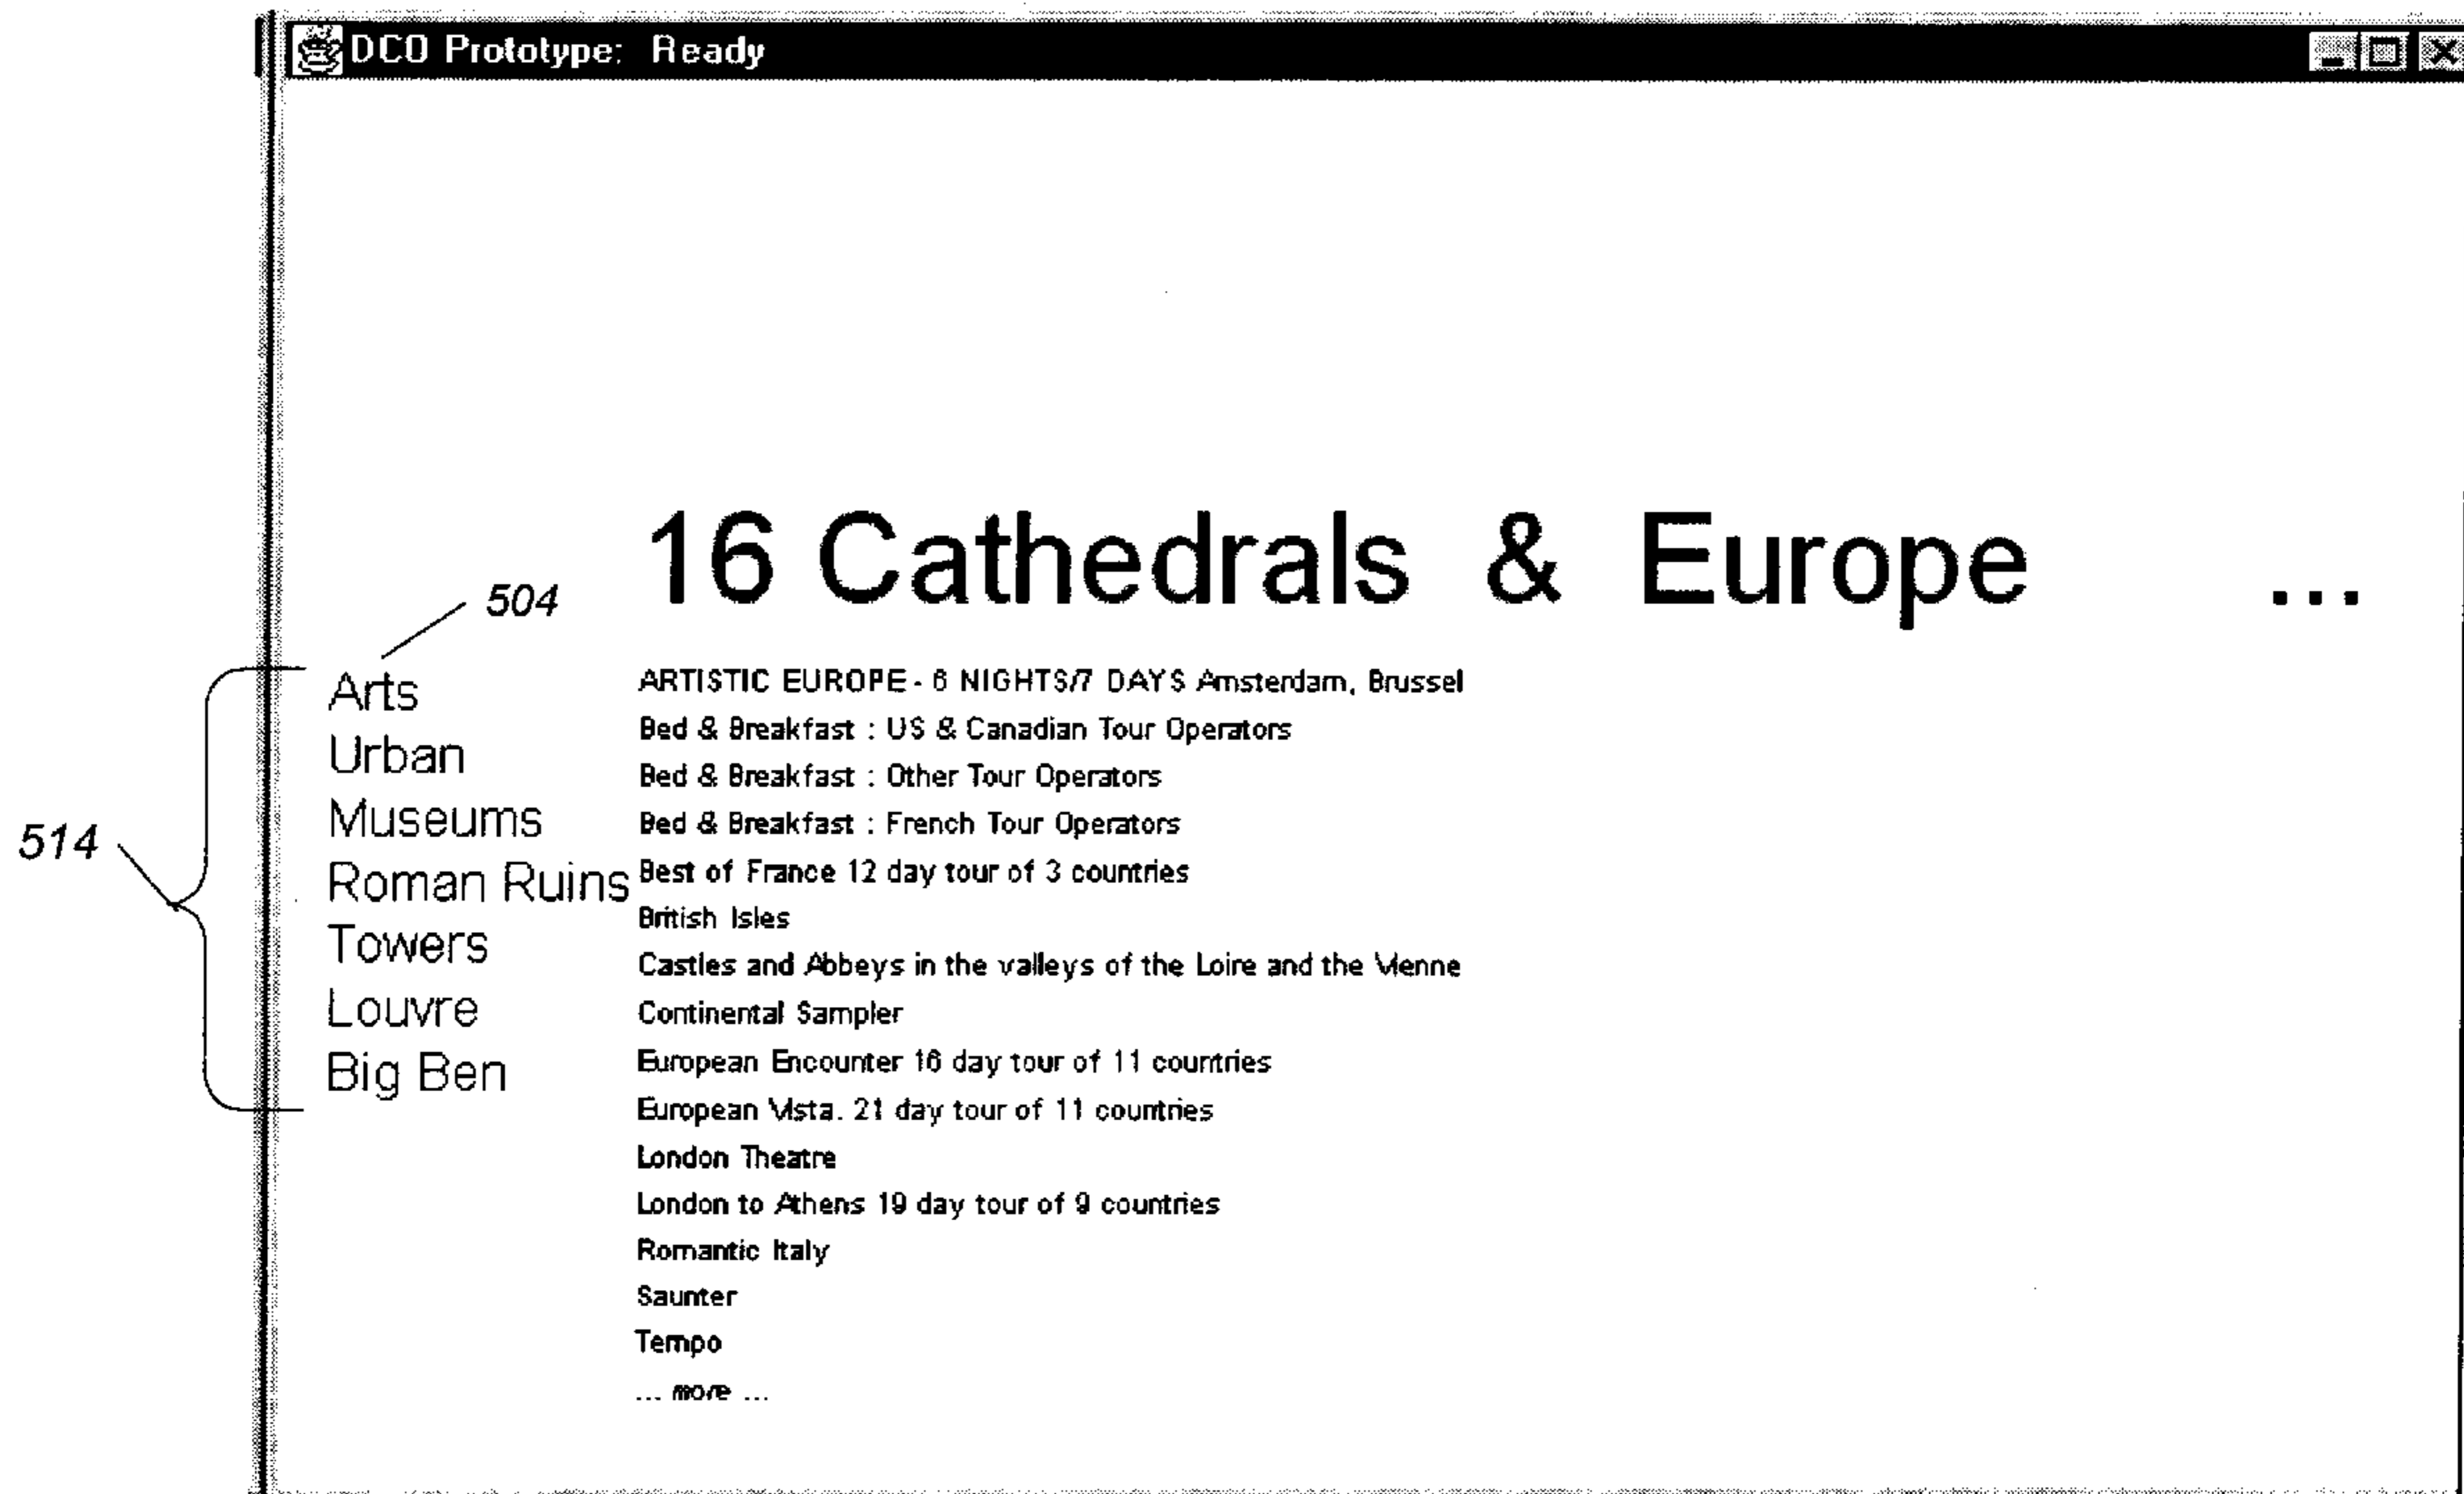 DCO Prototype: Ready
16 Cathedrals & Europe ...
504
514
Arts
Urban
Museums
Roman Ruins
Towers
Louvre
Big Ben
ARTISTIC EUROPE - 6 NIGHTS/7 DAYS Amsterdam, Brussel
Bed & Breakfast : US & Canadian Tour Operators
Bed & Breakfast : Other Tour Operators
Bed & Breakfast : French Tour Operators
Best of France 12 day tour of 3 countries
British Isles
Castles and Abbeys in the valleys of the Loire and the Vienne
Continental Sampler
European Encounter 16 day tour of 11 countries
European Vista. 21 day tour of 11 countries
London Theatre
London to Athens 19 day tour of 9 countries
Romantic Italy
Saunter
Tempo
... more ...